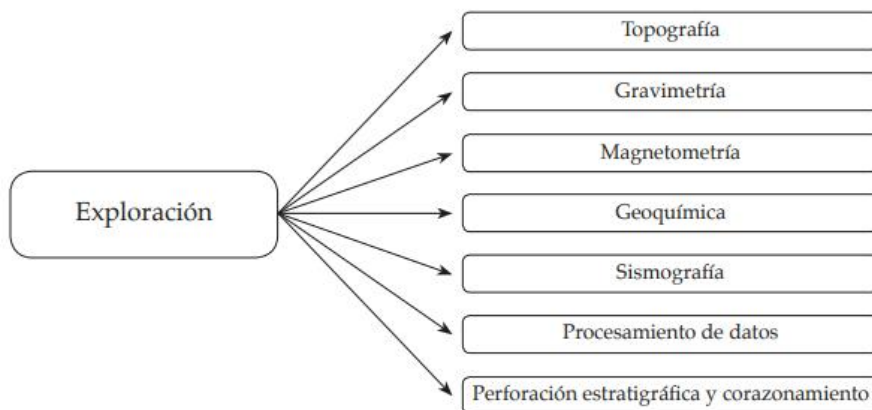 Topografía
Gravimetría
Magnetometría
Exploración
Geoquímica
Sismografía
Procesamiento de datos
Perforación estratigráfica y corazonamiento